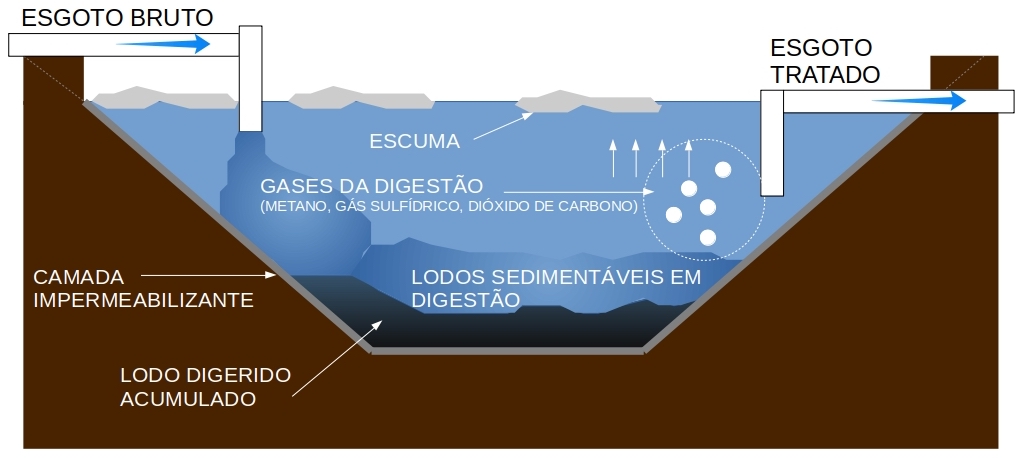 ESGOTO BRUTO
ESGOTO
TRATADO
ESCUMA
GASES DA DIGESTÃO
(METANO, GÁS SULFÍDRICO, DIÓXIDO DE CARBONO)
CAMADA
IMPERMEABILIZANTE
LODOS SEDIMENTÁVEIS EM
DIGESTÃO
LODO DIGERIDO
ACUMULADO